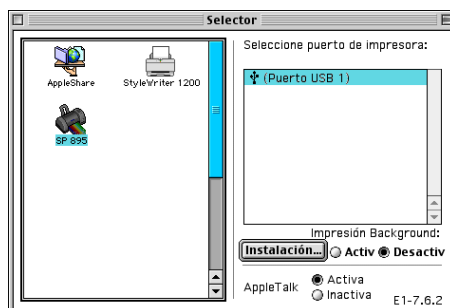 Selector
AppleShare
StyleWriter 1200
SP 895
Seleccione puerto de impresora:
(Puerto USB 1)
Impresión Background:
Instalación... Activ Desactiv
AppleTalk
Activa
Inactiva
E1-7.6.2